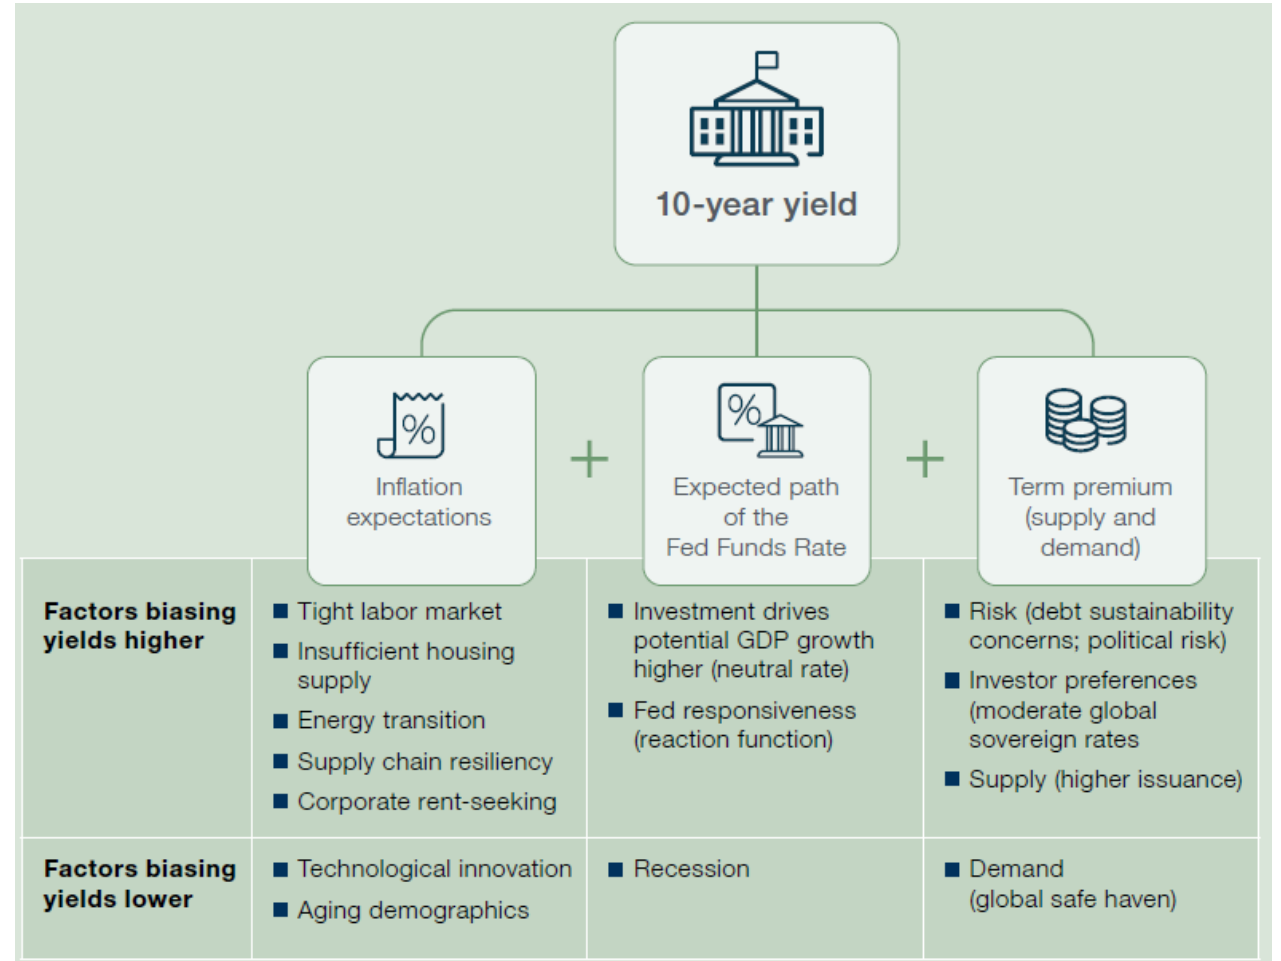 10-year yield
%
Inflation
expectations
+
%
Expected path
of the
Fed Funds Rate
+
Term premium
(supply and
demand)
Factors biasing
yields higher
■ Tight labor market
■ Insufficient housing
supply
■ Energy transition
■ Supply chain resiliency
■ Corporate rent-seeking
■ Investment drives
potential GDP growth
higher (neutral rate)
■ Fed responsiveness
(reaction function)
■ Risk (debt sustainability
concerns; political risk)
■ Investor preferences
(moderate global
sovereign rates
■ Supply (higher issuance)
Factors biasing
yields lower
■ Technological innovation
■ Aging demographics
■ Recession
■ Demand
(global safe haven)